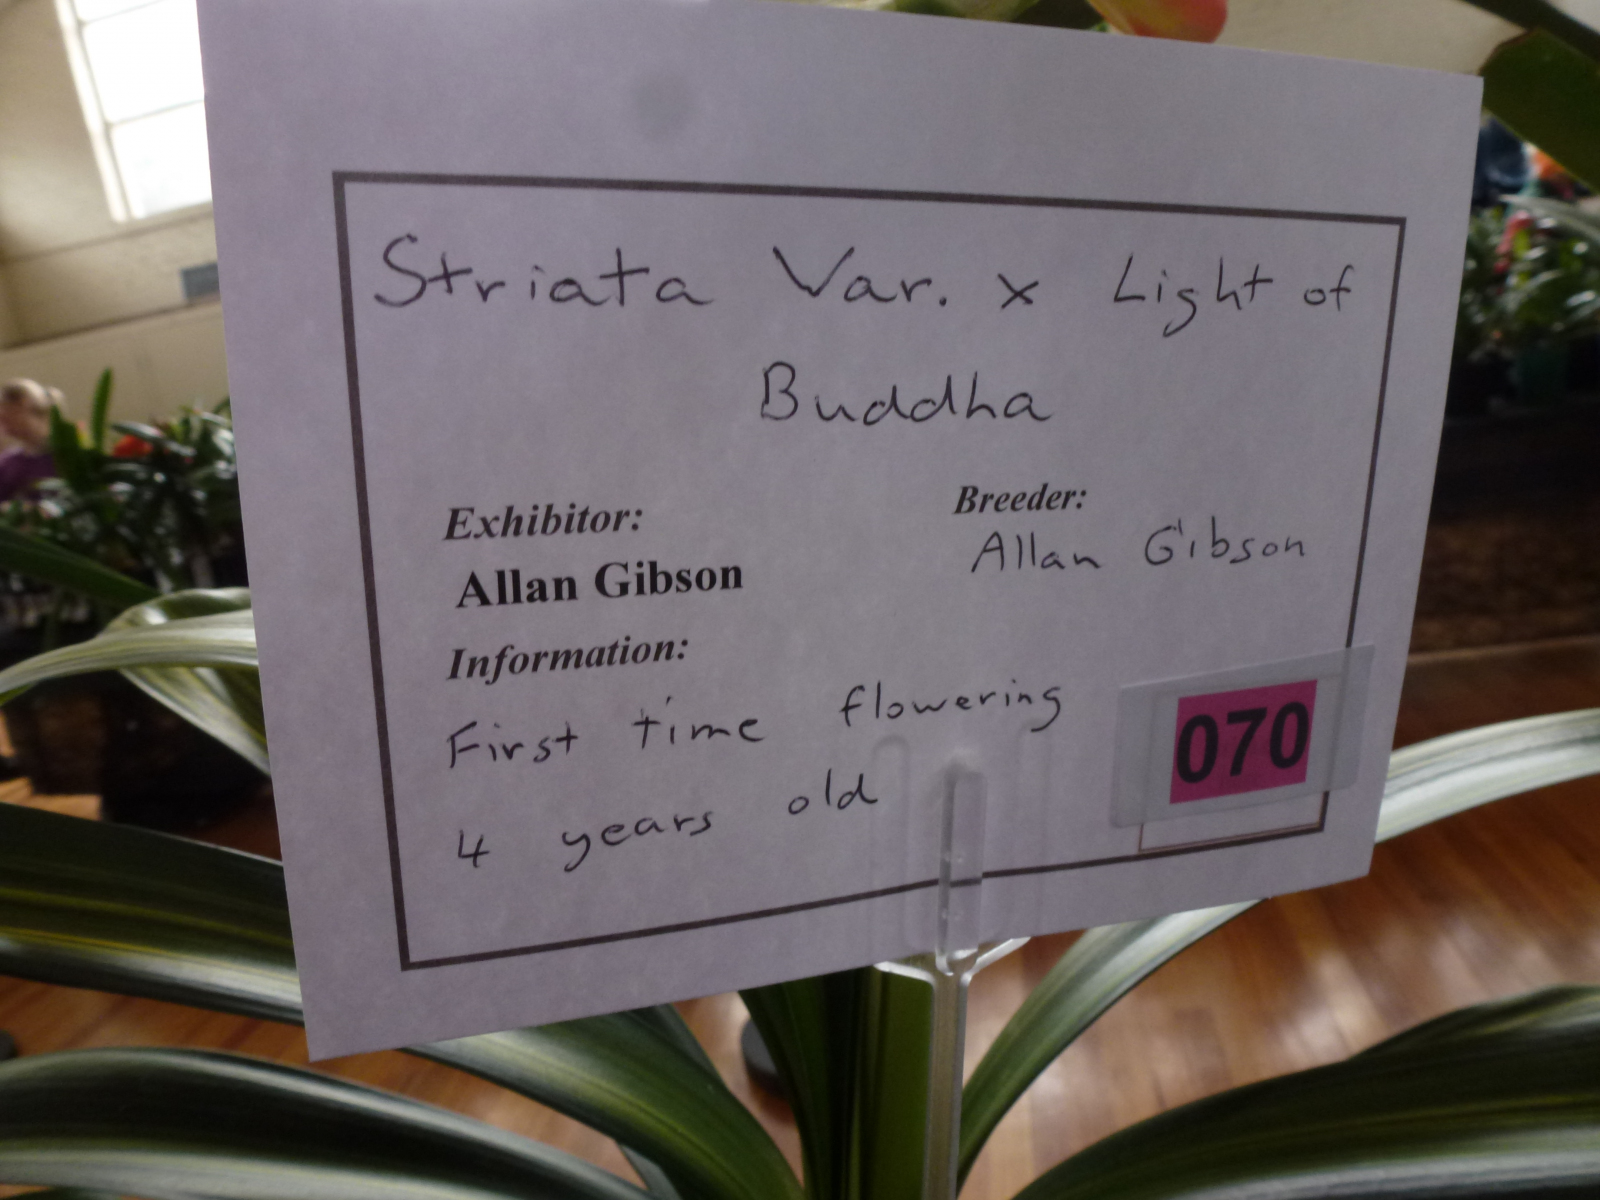 Striata Var. x Light of
Buddha
Exhibitor:
Allan Gibson
Breeder:
Allan Gibson
Information:
First time flowering
4 years old
070